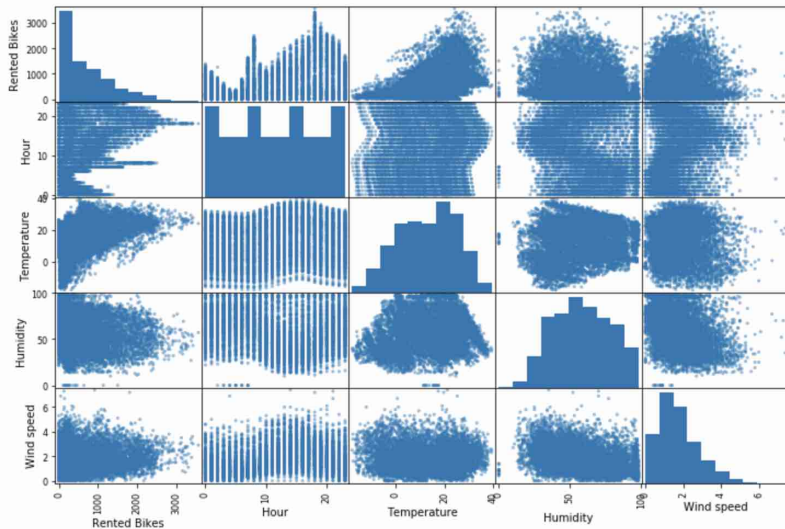 Rented Bikes
3000
2000
1000
0
Hour
20
10
0
Temperature
40
20
0
Humidity
100
50
0
Wind speed
6
4
2
0
0 1000 2000 3000
Rented Bikes
0 20
Hour
0 20 40
Temperature
50 100
Humidity
0 2 4 6
Wind speed